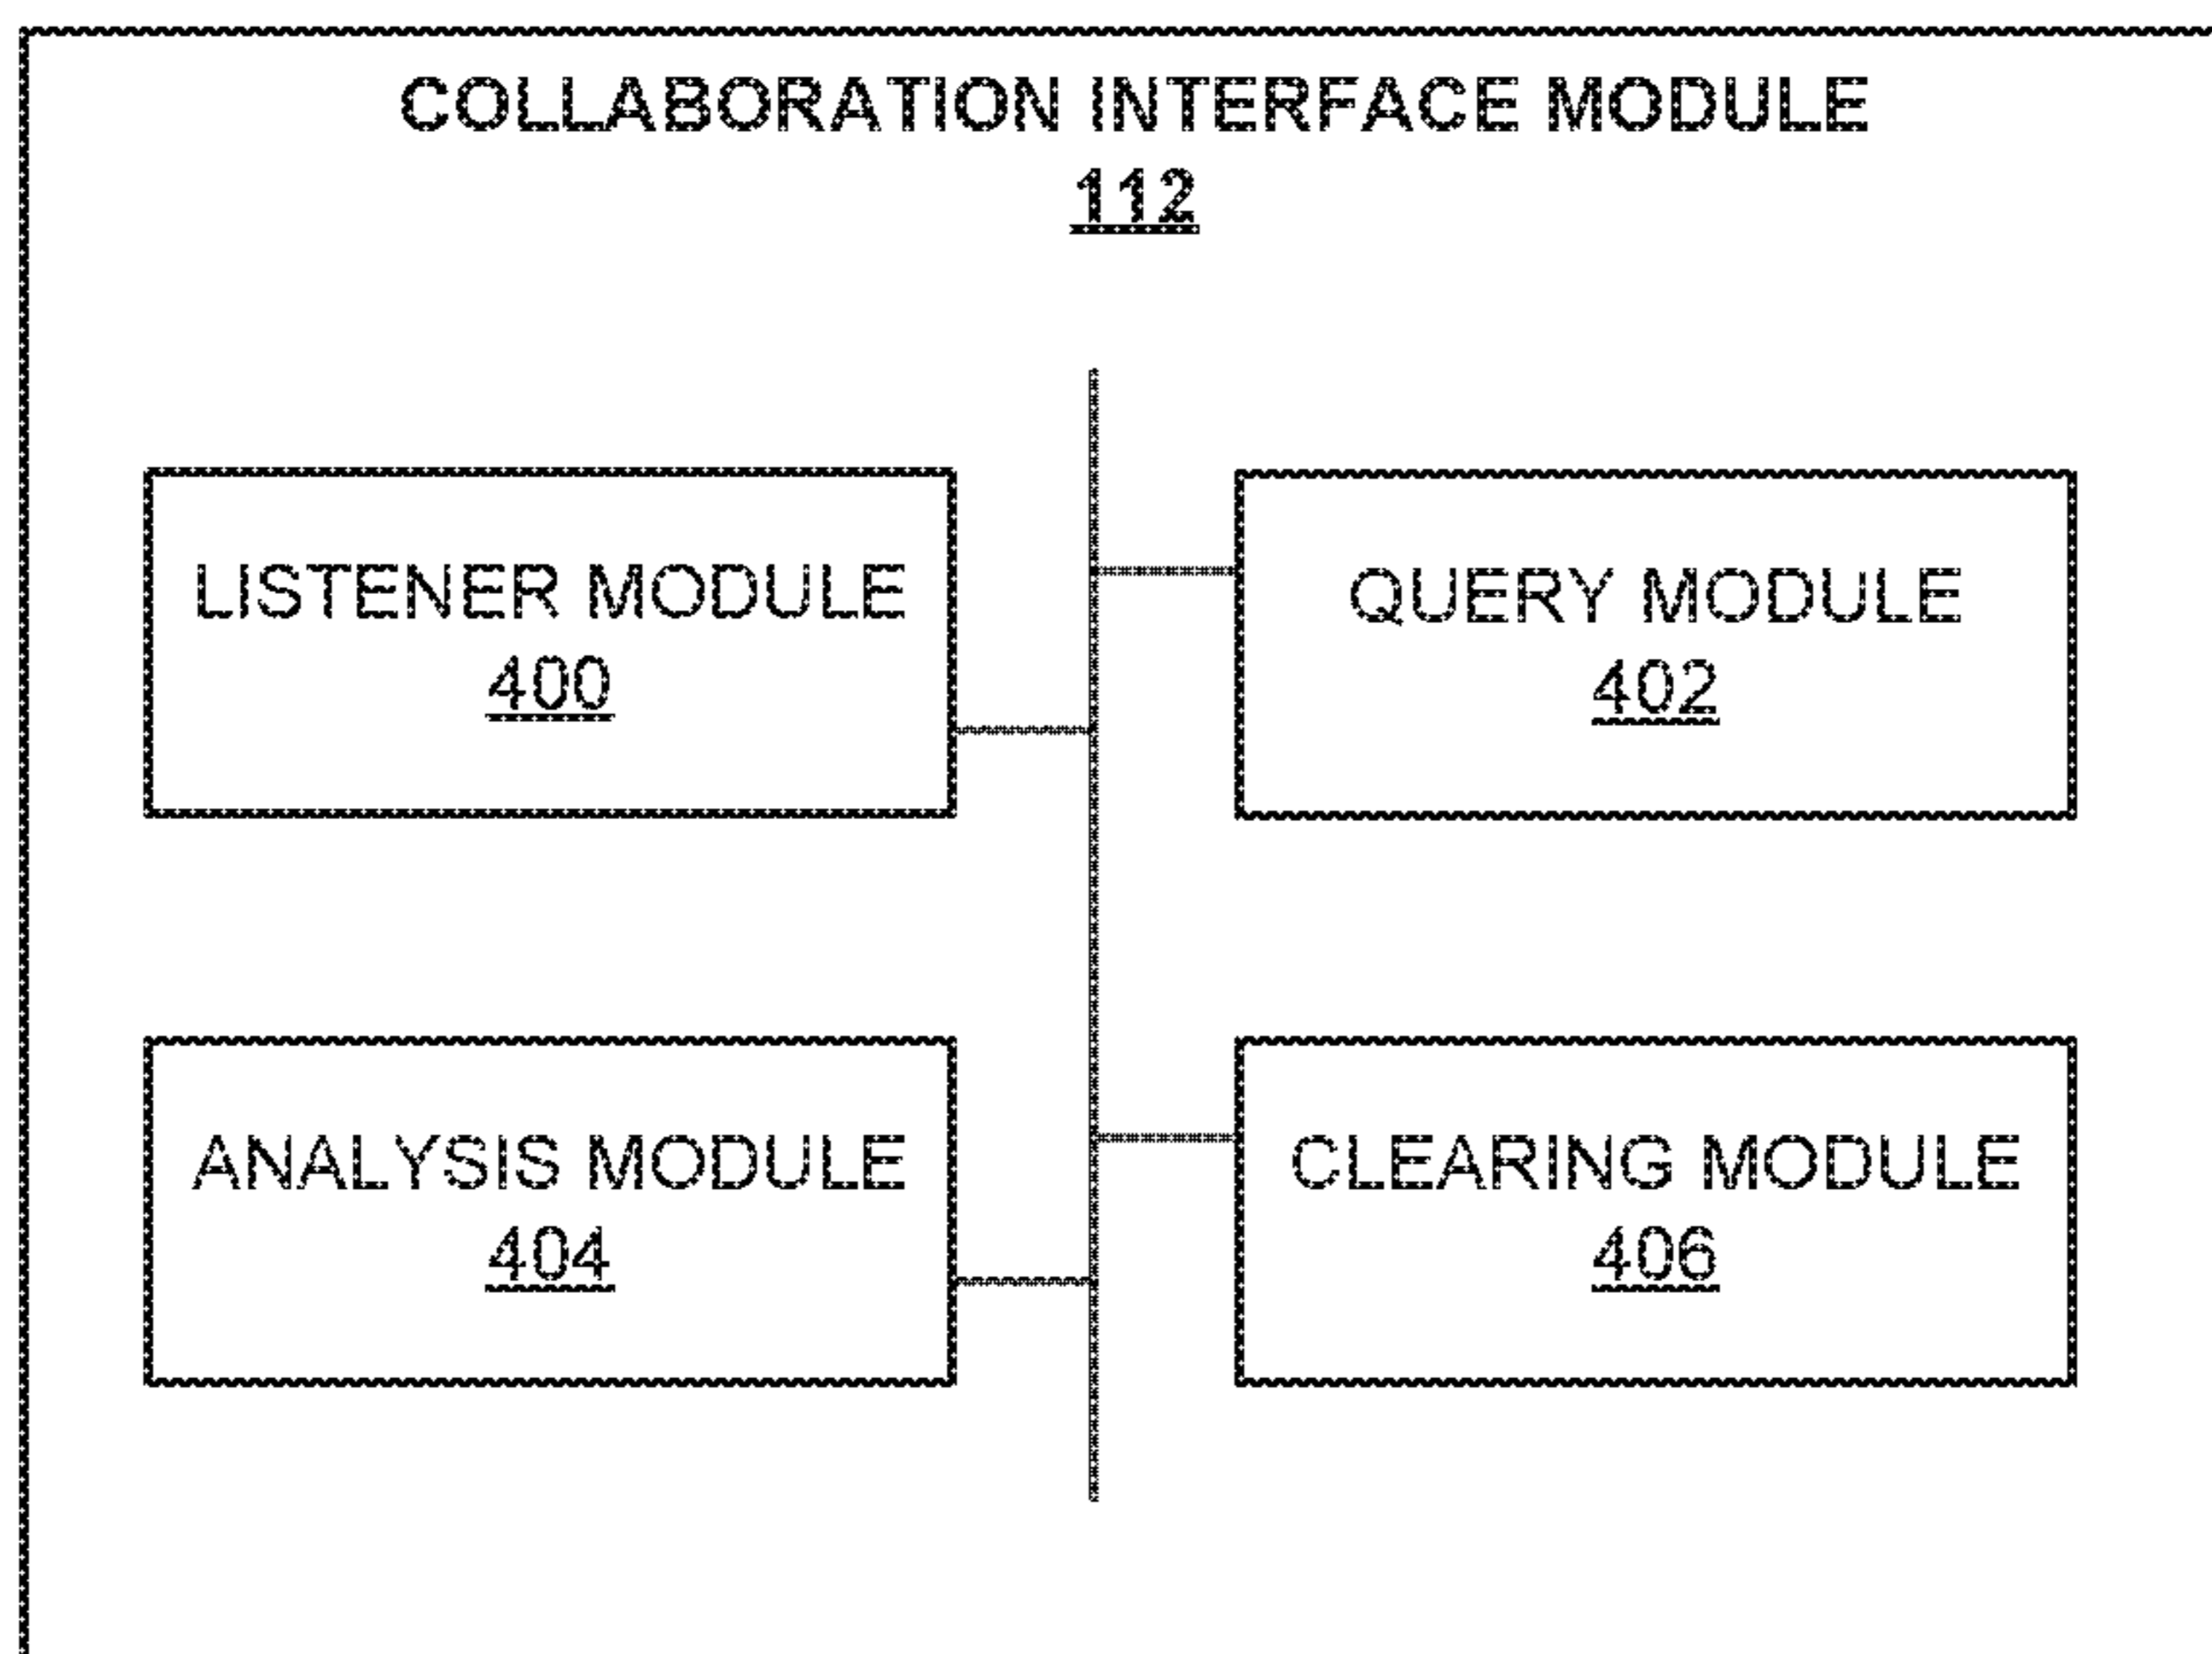 COLLABORATION INTERFACE MODULE
112
LISTENER MODULE
400
QUERY MODULE
402
ANALYSIS MODULE
404
CLEARING MODULE
406